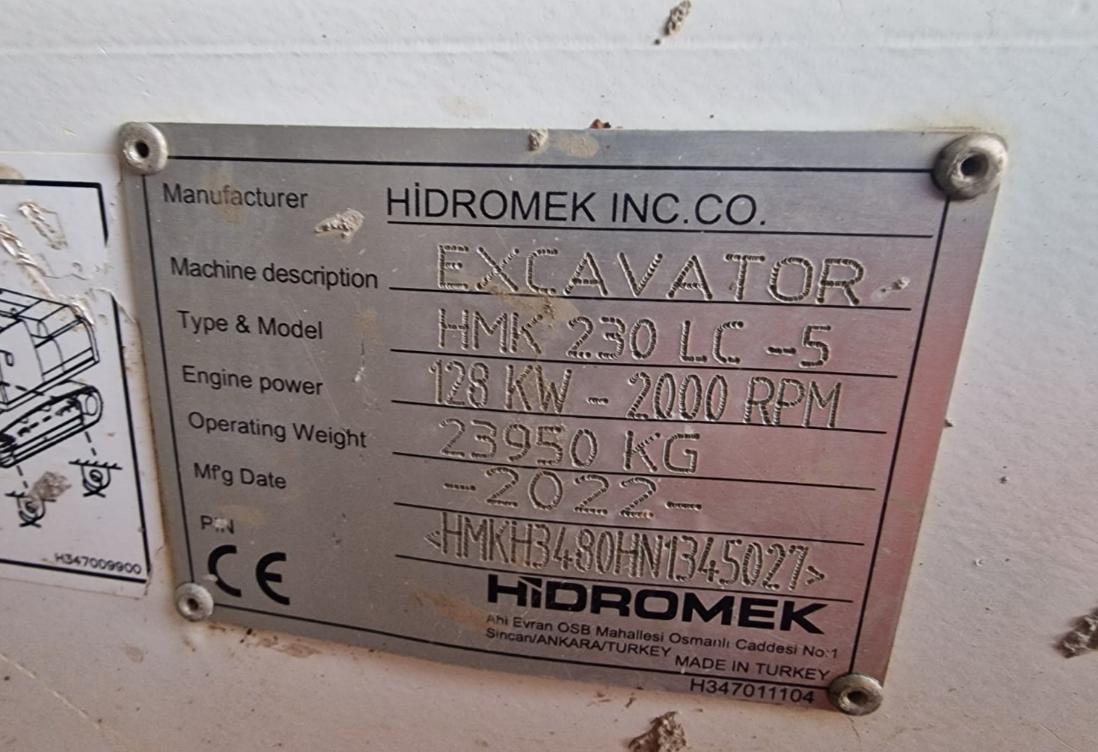 Manufacturer HİDROMEK INC.CO.
Machine description EXCAVATOR
Type & Model HMK 230 LC -5
Engine power 128 KW - 2000 RPM
Operating Weight 23950 KG
Mf'g Date -2022-
PIN <HMKH3480HN1345027>
CE
HİDROMEK
Ahi Evran OSB Mahallesi Osmanlı Caddesi No:1
Sincan/ANKARA/TURKEY
MADE IN TURKEY
H347011104
H347009900